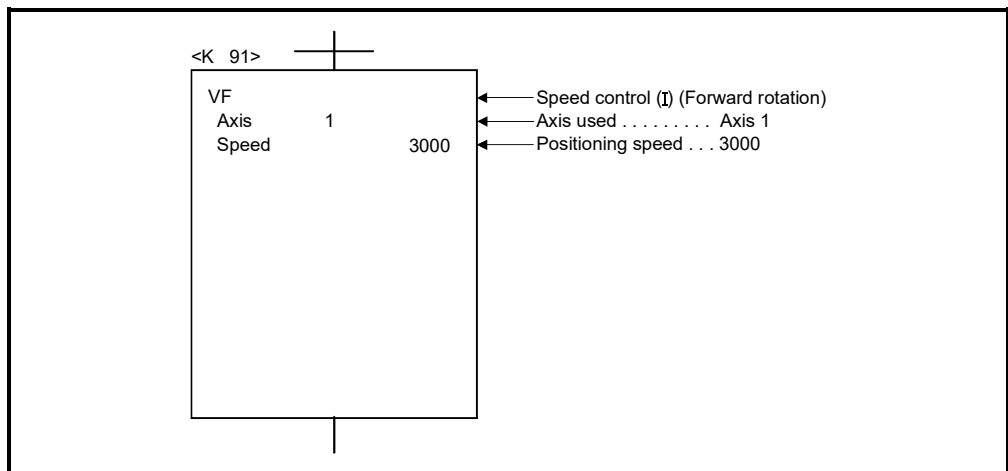 <K 91>
VF Speed control (I) (Forward rotation)
Axis 1 Axis used . . . . . . . . . Axis 1
Speed 3000 Positioning speed . . . 3000